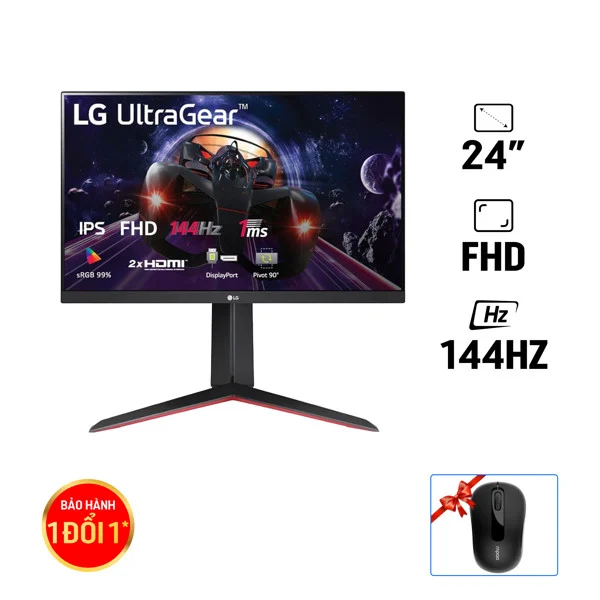 LG UltraGear™
IPS FHD 144Hz 1ms
sRGB 99%
2x HDMI
DisplayPort
Pivot 90°
LG
24”
FHD
Hz
144HZ
BẢO HÀNH
1 ĐỔI 1*
rapoo